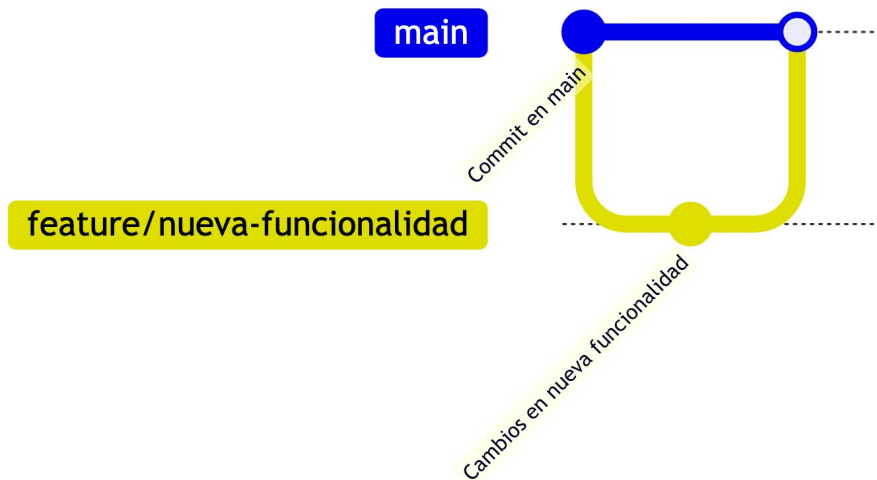 main
Commit en main
feature/nueva-funcionalidad
Cambios en nueva funcionalidad